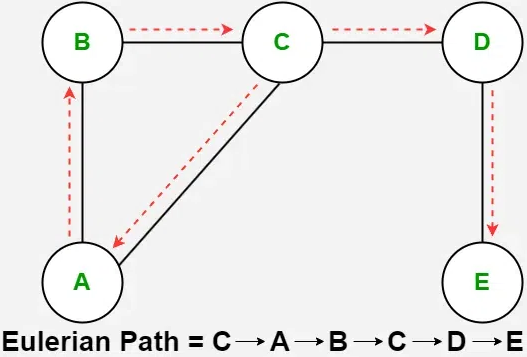 B C D
A E
Eulerian Path = C→A→B→C→D→E